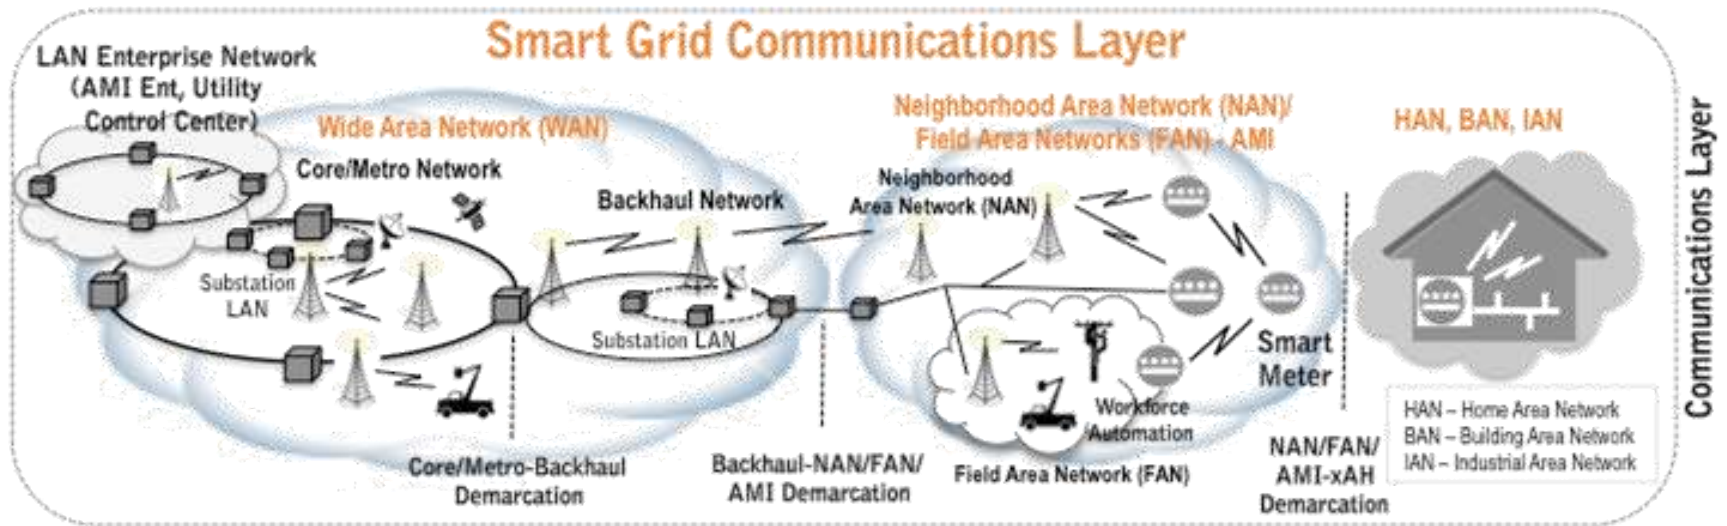 Smart Grid Communications Layer
LAN Enterprise Network
(AMI Ent, Utility
Control Center)
Wide Area Network (WAN)
Core/Metro Network
Backhaul Network
Substation
LAN
Substation LAN
Core/Metro-Backhaul
Demarcation
Backhaul-NAN/FAN/
AMI Demarcation
Neighborhood Area Network (NAN)/
Field Area Networks (FAN) - AMI
Neighborhood
Area Network (NAN)
Smart
Meter
Workforce
Automation
Field Area Network (FAN)
NAN/FAN/
AMI-xAH
Demarcation
HAN, BAN, IAN
HAN – Home Area Network
BAN – Building Area Network
IAN – Industrial Area Network
Communications Layer